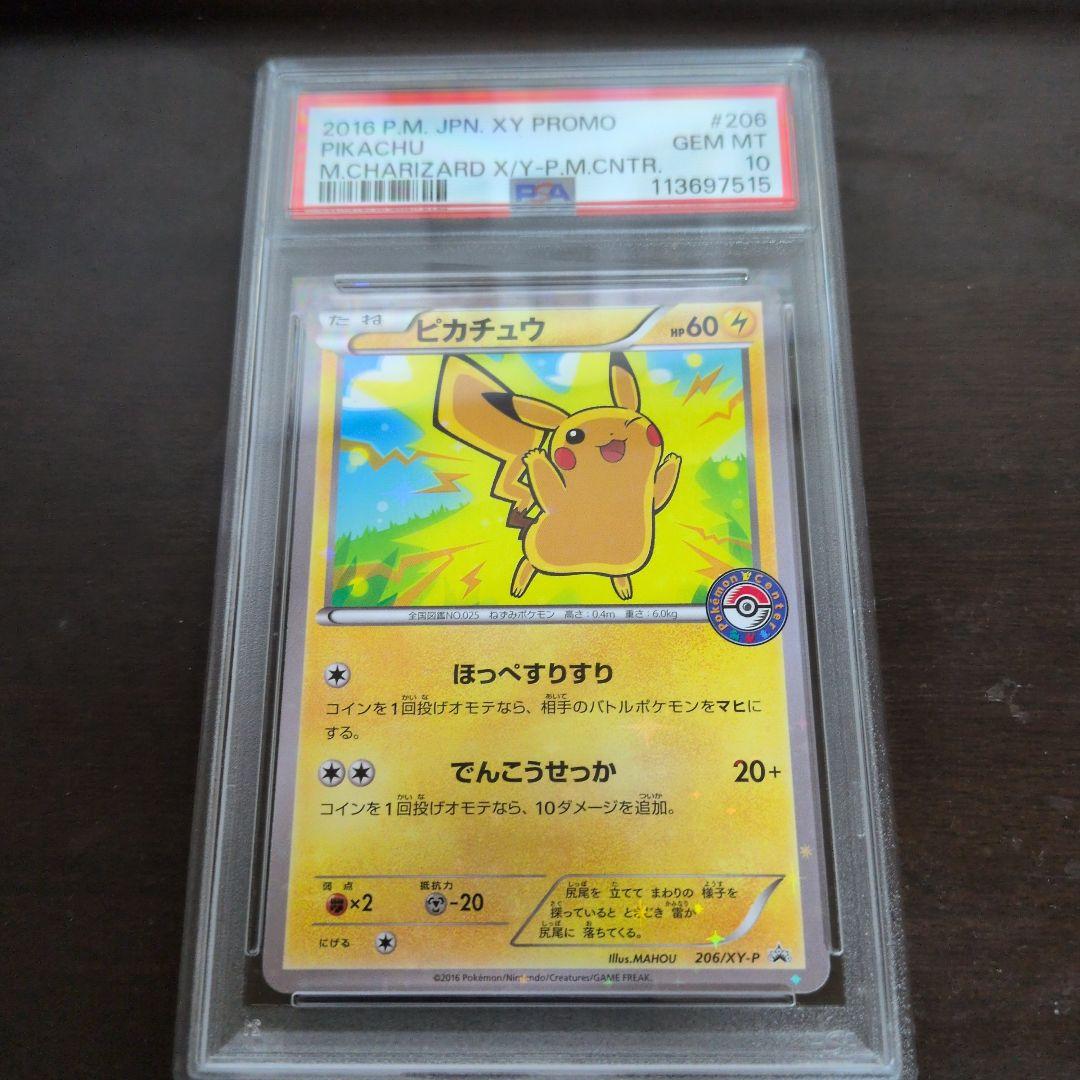 2016 P.M. JPN. XY PROMO #206
PIKACHU GEM MT
M.CHARIZARD X/Y-P.M.CNTR. 10
PSA 113697515
たね ピカチュウ HP60
全国図鑑NO.025 ねずみポケモン 高さ:0.4m 重さ:6.0kg
Pokémon Center
ほっぺすりすり
コインを1回投げオモテなら、相手のバトルポケモンをマヒに
する。
でんこうせっか 20+
コインを1回投げオモテなら、10ダメージを追加。
弱点 抵抗力
×2 -20
にげる
尻尾を 立てて まわりの 様子を
探っていると ときどき 雷が
尻尾に 落ちてくる。
Illus.MAHOU 206/XY-P
©2016 Pokémon/Nintendo/Creatures/GAME FREAK.